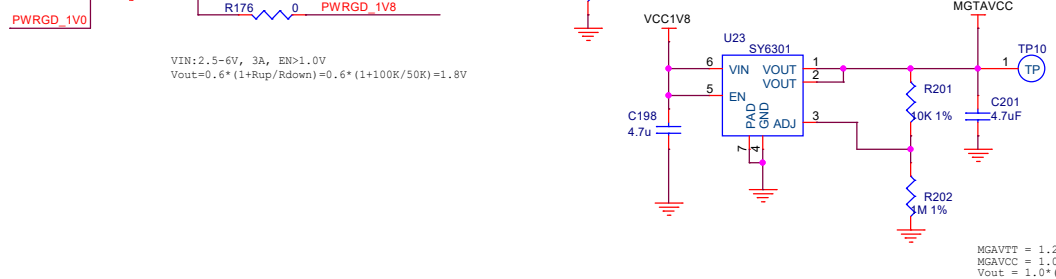 R176 0 PWRGD_1V8
PWRGD_1V0
VIN:2.5-6V, 3A, EN>1.0V
Vout=0.6*(1+Rup/Rdown)=0.6*(1+100K/50K)=1.8V
VCC1V8
MGTAVCC
U23
SY6301
TP10
6 VIN VOUT 1
VOUT 2
1 TP
5 EN
R201
10K 1%
C201
4.7uF
C198
4.7u
PAD
GND
ADJ 3
7
4
R202
1M 1%
MGAVTT = 1.2
MGAVCC = 1.0
Vout = 1.0*(